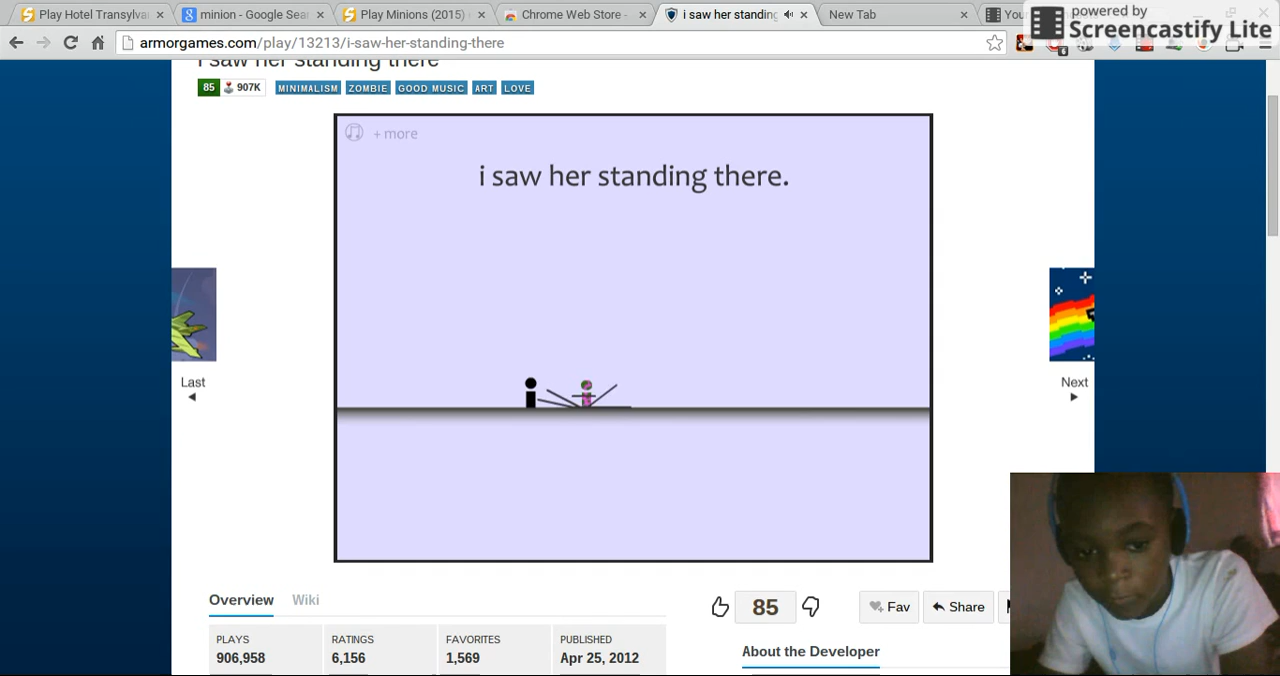 Play Hotel Transylva
minion - Google Sea
Play Minions (2015)
Chrome Web Store -
i saw her standing
New Tab
You
powered by
Screencastify Lite
armorgames.com/play/13213/i-saw-her-standing-there
i saw her standing there
85 907K MINIMALISM ZOMBIE GOOD MUSIC ART LOVE
+ more
i saw her standing there.
Last
Next
Overview Wiki
85 Fav Share
PLAYS RATINGS FAVORITES PUBLISHED
906,958 6,156 1,569 Apr 25, 2012
About the Developer